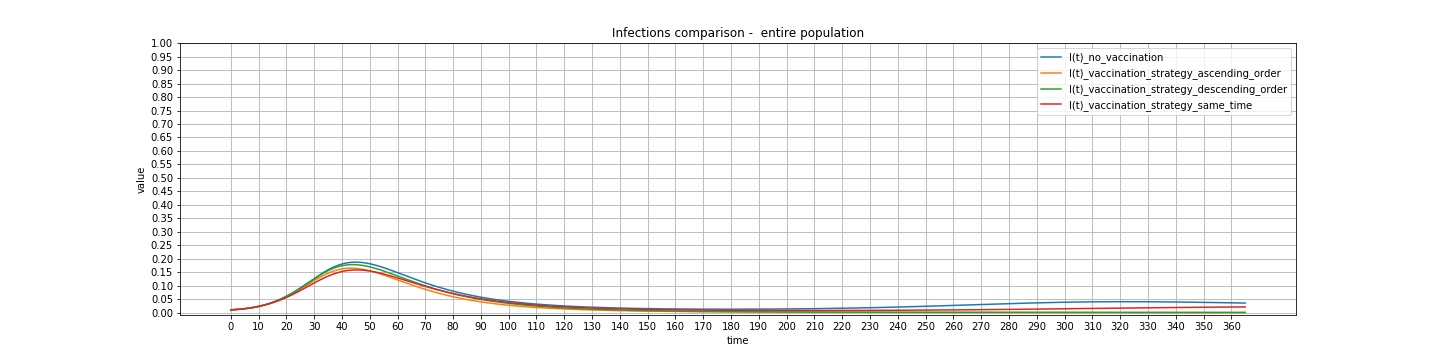 Infections comparison -  entire population
1.00
0.95
0.90
0.85
0.80
0.75
0.70
0.65
0.60
0.55
0.50
0.45
0.40
0.35
0.30
0.25
0.20
0.15
0.10
0.05
0.00
value
I(t)_no_vaccination
I(t)_vaccination_strategy_ascending_order
I(t)_vaccination_strategy_descending_order
I(t)_vaccination_strategy_same_time
0 10 20 30 40 50 60 70 80 90 100 110 120 130 140 150 160 170 180 190 200 210 220 230 240 250 260 270 280 290 300 310 320 330 340 350 360
time